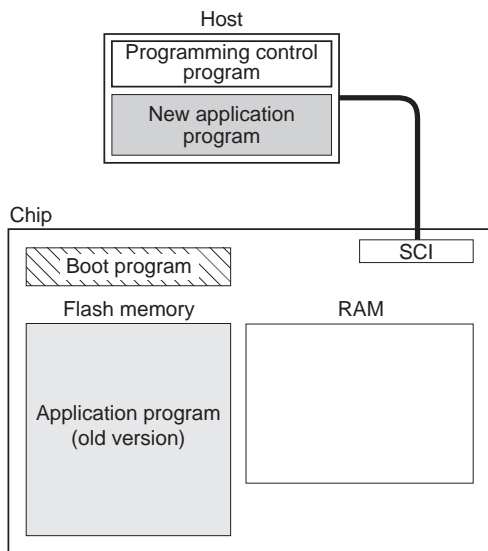 Host
Programming control
program
New application
program
Chip
SCI
Boot program
Flash memory
RAM
Application program
(old version)